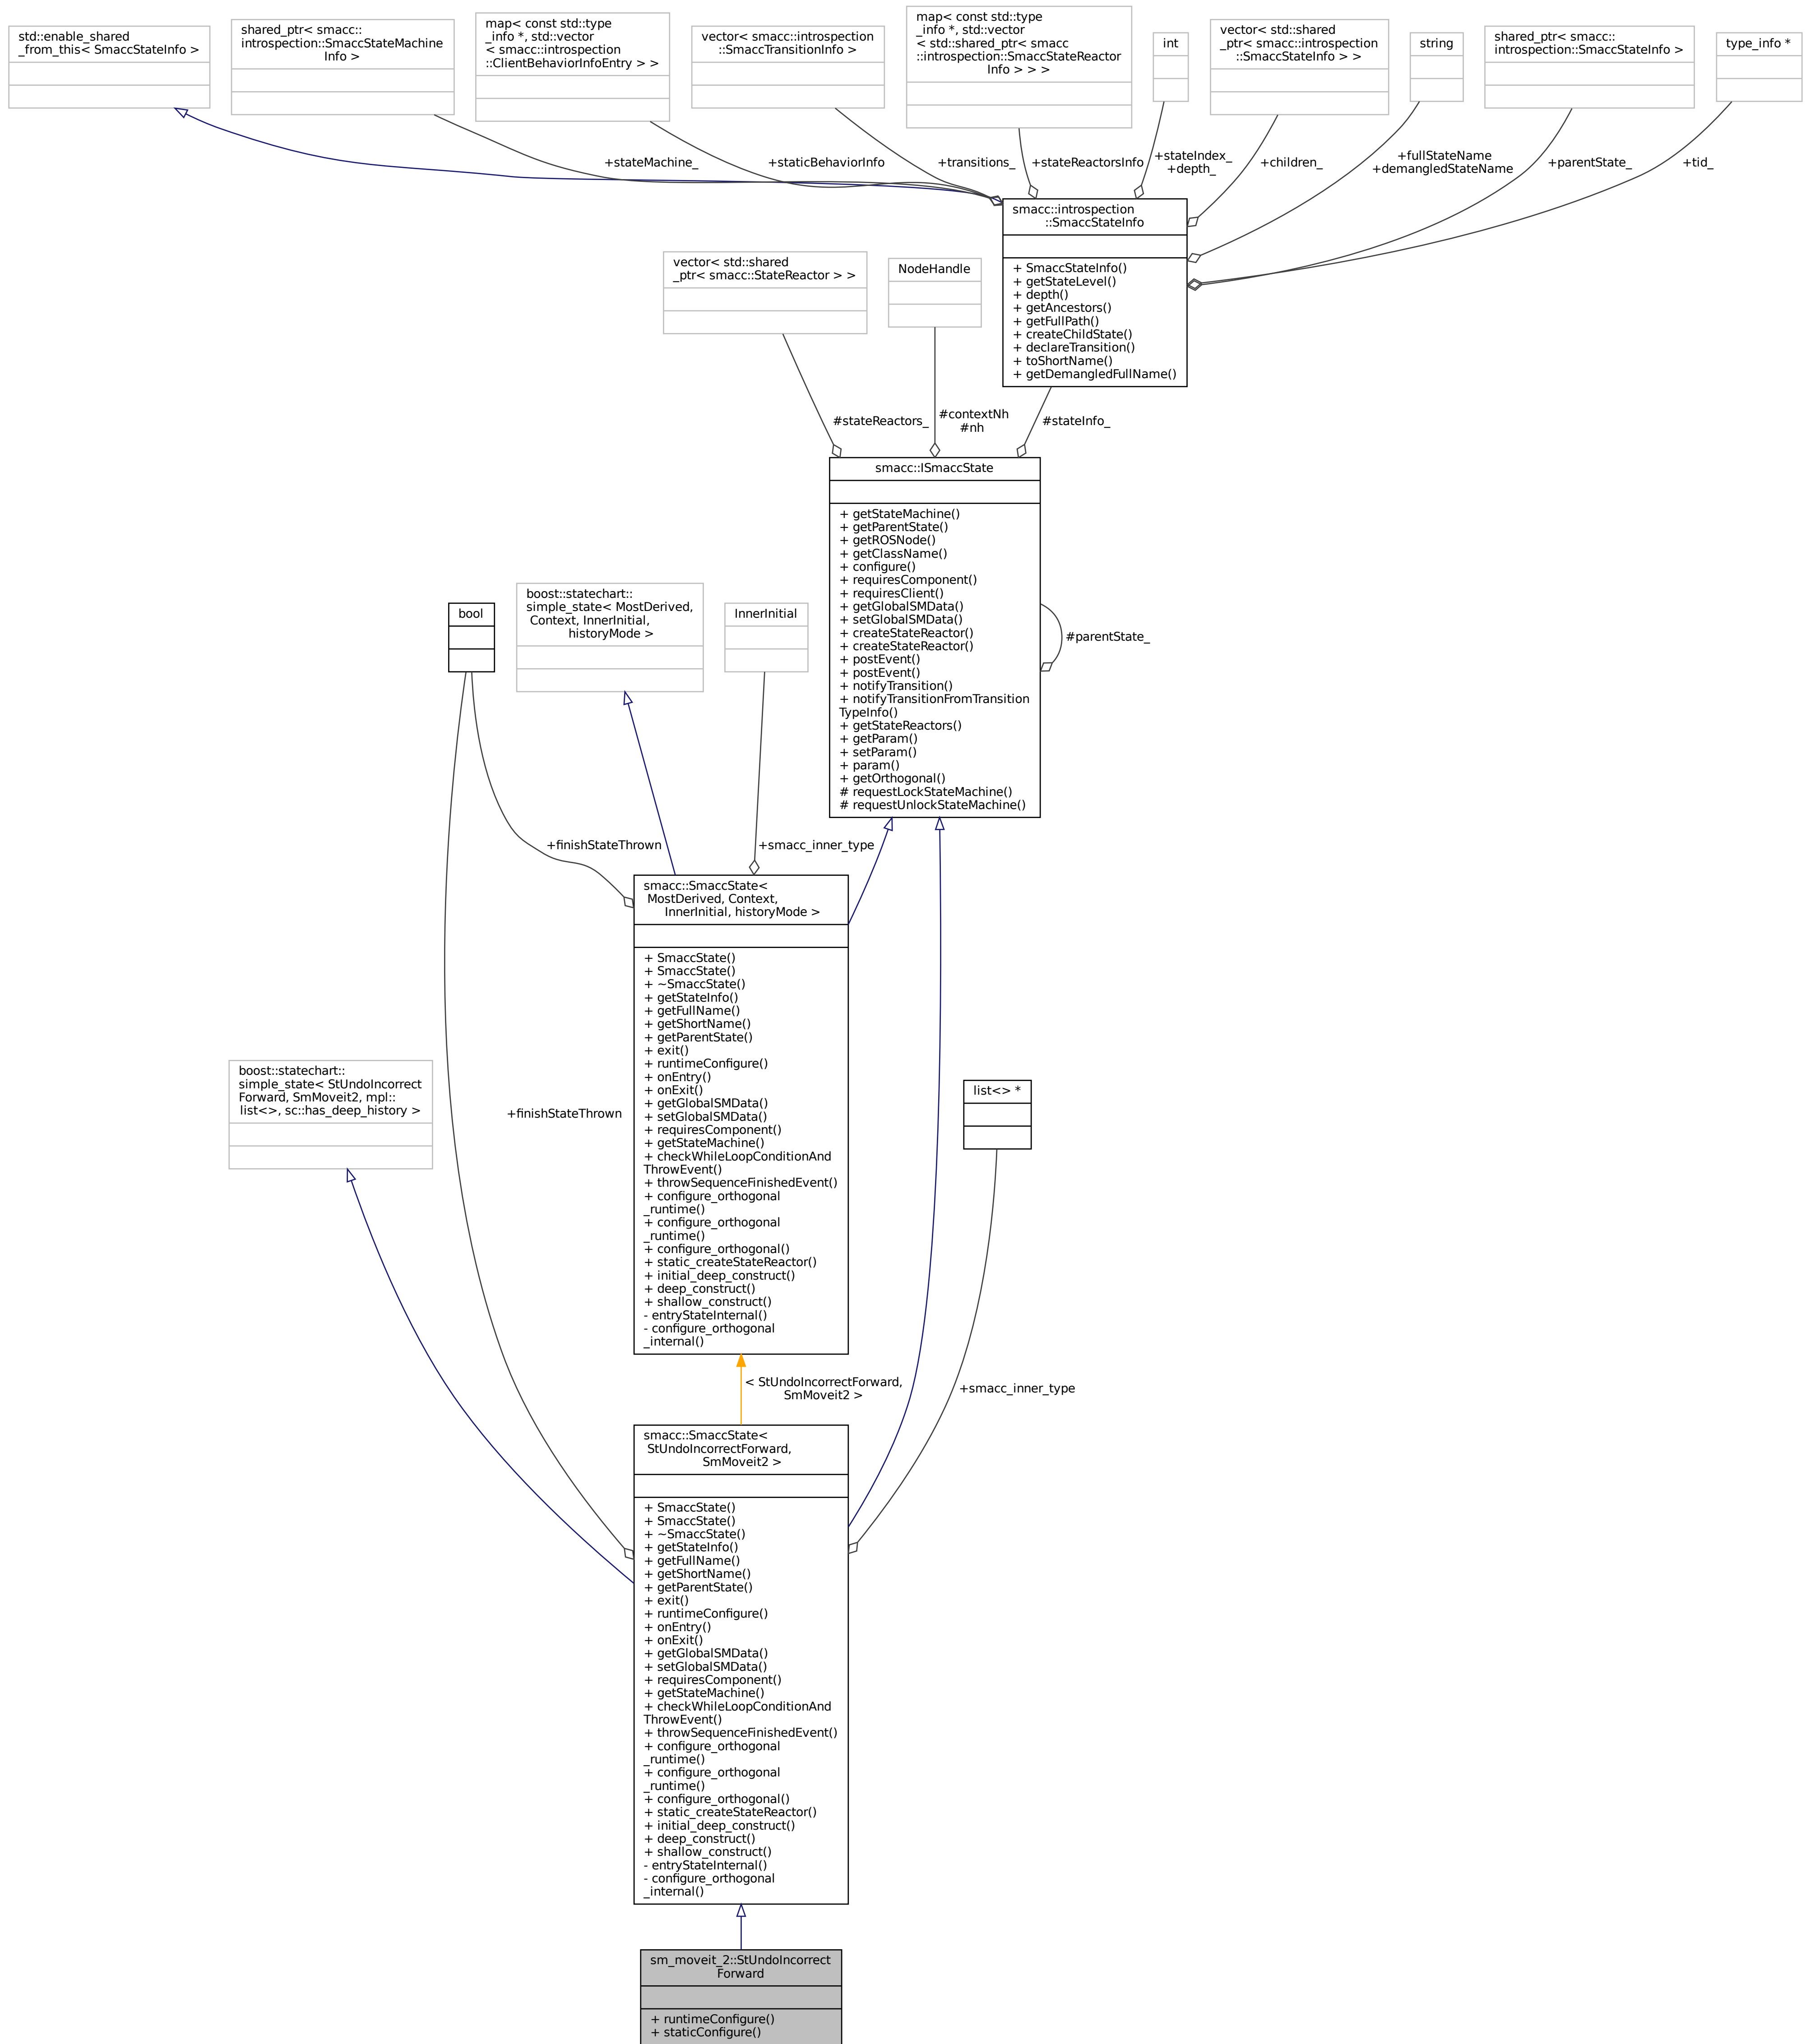 std::enable_shared
_from_this< SmaccStateInfo >
shared_ptr< smacc::
introspection::SmaccStateMachine
Info >
map< const std::type
_info *, std::vector
< smacc::introspection
::ClientBehaviorInfoEntry > >
vector< smacc::introspection
::SmaccTransitionInfo >
map< const std::type
_info *, std::vector
< std::shared_ptr< smacc
::introspection::SmaccStateReactor
Info > > >
int
vector< std::shared
_ptr< smacc::introspection
::SmaccStateInfo > >
string
shared_ptr< smacc::
introspection::SmaccStateInfo >
type_info *
+stateMachine_
+staticBehaviorInfo
+transitions_
+stateReactorsInfo
+stateIndex_
+depth_
+children_
+fullStateName
+demangledStateName
+parentState_
+tid_
smacc::introspection
::SmaccStateInfo
+ SmaccStateInfo()
+ getStateLevel()
+ depth()
+ getAncestors()
+ getFullPath()
+ createChildState()
+ declareTransition()
+ toShortName()
+ getDemangledFullName()
vector< std::shared
_ptr< smacc::StateReactor > >
NodeHandle
#stateReactors_
#contextNh
#nh
#stateInfo_
smacc::ISmaccState
+ getStateMachine()
+ getParentState()
+ getROSNode()
+ getClassName()
+ configure()
+ requiresComponent()
+ requiresClient()
+ getGlobalSMData()
+ setGlobalSMData()
+ createStateReactor()
+ createStateReactor()
+ postEvent()
+ postEvent()
+ notifyTransition()
+ notifyTransitionFromTransition
TypeInfo()
+ getStateReactors()
+ getParam()
+ setParam()
+ param()
+ getOrthogonal()
# requestLockStateMachine()
# requestUnlockStateMachine()
#parentState_
bool
boost::statechart::
simple_state< MostDerived,
Context, InnerInitial,
historyMode >
InnerInitial
+finishStateThrown
+smacc_inner_type
smacc::SmaccState<
MostDerived, Context,
InnerInitial, historyMode >
+ SmaccState()
+ SmaccState()
+ ~SmaccState()
+ getStateInfo()
+ getFullName()
+ getShortName()
+ getParentState()
+ exit()
+ runtimeConfigure()
+ onEntry()
+ onExit()
+ getGlobalSMData()
+ setGlobalSMData()
+ requiresComponent()
+ getStateMachine()
+ checkWhileLoopConditionAnd
ThrowEvent()
+ throwSequenceFinishedEvent()
+ configure_orthogonal
_runtime()
+ configure_orthogonal
_runtime()
+ configure_orthogonal()
+ static_createStateReactor()
+ initial_deep_construct()
+ deep_construct()
+ shallow_construct()
- entryStateInternal()
- configure_orthogonal
_internal()
boost::statechart::
simple_state< StUndoIncorrect
Forward, SmMoveit2, mpl::
list<>, sc::has_deep_history >
+finishStateThrown
list<> *
< StUndoIncorrectForward,
SmMoveit2 >
+smacc_inner_type
smacc::SmaccState<
StUndoIncorrectForward,
SmMoveit2 >
+ SmaccState()
+ SmaccState()
+ ~SmaccState()
+ getStateInfo()
+ getFullName()
+ getShortName()
+ getParentState()
+ exit()
+ runtimeConfigure()
+ onEntry()
+ onExit()
+ getGlobalSMData()
+ setGlobalSMData()
+ requiresComponent()
+ getStateMachine()
+ checkWhileLoopConditionAnd
ThrowEvent()
+ throwSequenceFinishedEvent()
+ configure_orthogonal
_runtime()
+ configure_orthogonal
_runtime()
+ configure_orthogonal()
+ static_createStateReactor()
+ initial_deep_construct()
+ deep_construct()
+ shallow_construct()
- entryStateInternal()
- configure_orthogonal
_internal()
sm_moveit_2::StUndoIncorrect
Forward
+ runtimeConfigure()
+ staticConfigure()